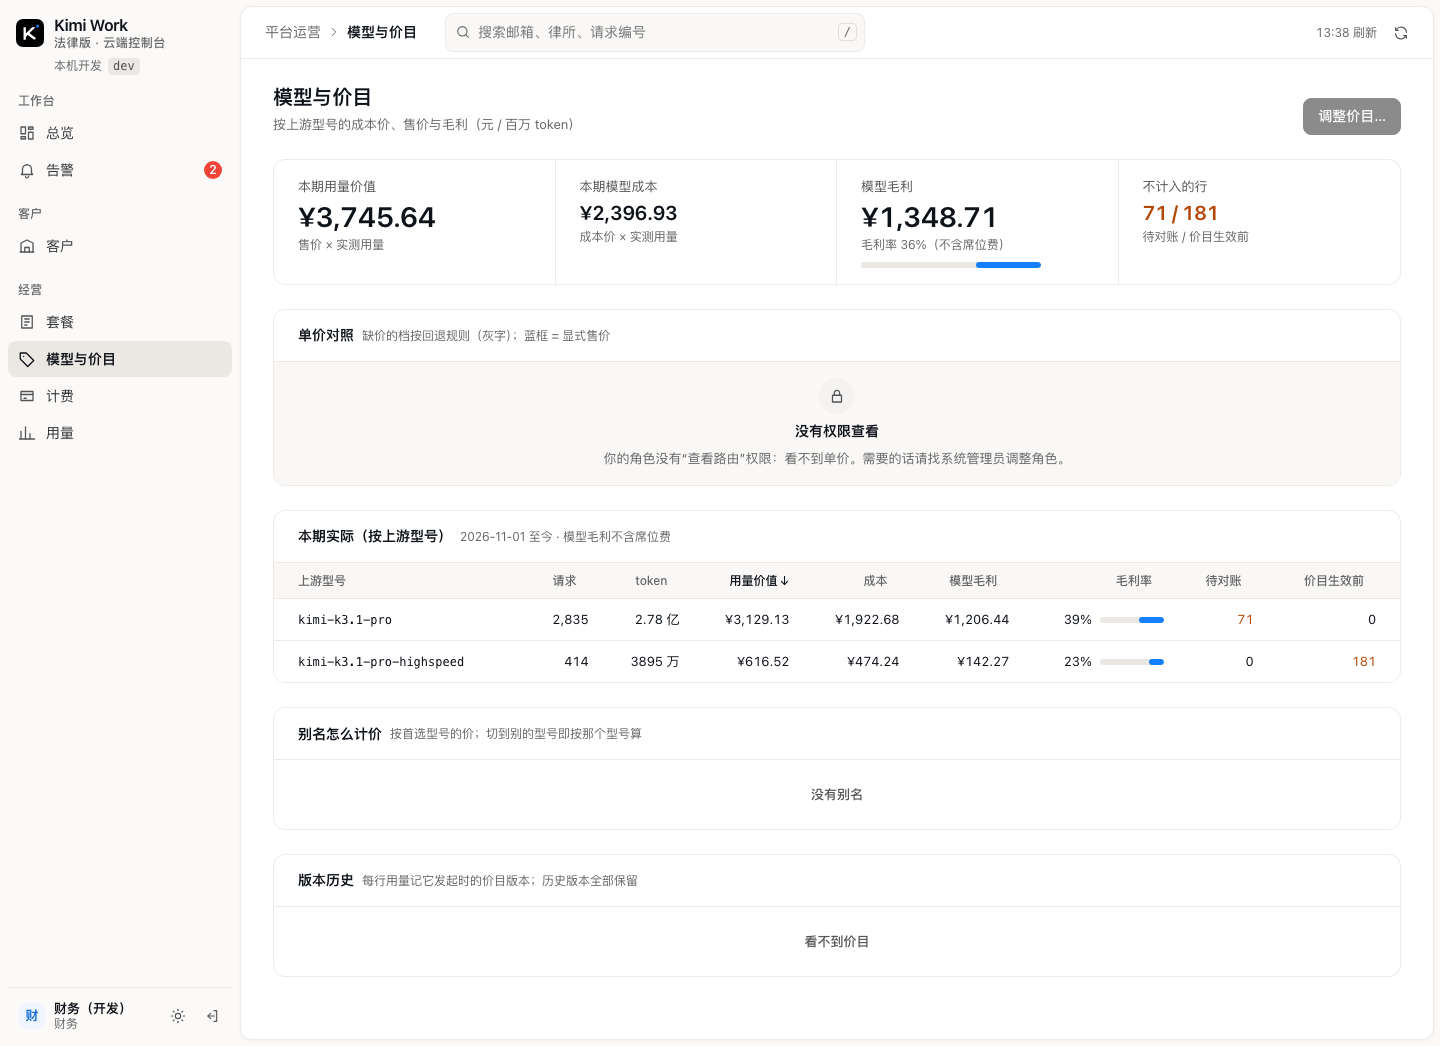 Kimi Work
法律版 · 云端控制台
本机开发 dev
工作台
总览
告警 2
客户
客户
经营
套餐
模型与价目
计费
用量
财 财务（开发）
财务
平台运营 > 模型与价目
搜索邮箱、律所、请求编号 /
13:38 刷新
模型与价目
按上游型号的成本价、售价与毛利（元 / 百万 token）
调整价目...
本期用量价值
¥3,745.64
售价 × 实测用量
本期模型成本
¥2,396.93
成本价 × 实测用量
模型毛利
¥1,348.71
毛利率 36%（不含席位费）
不计入的行
71 / 181
待对账 / 价目生效前
单价对照 缺价的档按回退规则（灰字）；蓝框 = 显式售价
没有权限查看
你的角色没有“查看路由”权限：看不到单价。需要的话请找系统管理员调整角色。
本期实际（按上游型号） 2026-11-01 至今 · 模型毛利不含席位费
上游型号 请求 token 用量价值 ↓ 成本 模型毛利 毛利率 待对账 价目生效前
kimi-k3.1-pro 2,835 2.78 亿 ¥3,129.13 ¥1,922.68 ¥1,206.44 39% 71 0
kimi-k3.1-pro-highspeed 414 3895 万 ¥616.52 ¥474.24 ¥142.27 23% 0 181
别名怎么计价 按首选型号的价；切到别的型号即按那个型号算
没有别名
版本历史 每行用量记它发起时的价目版本；历史版本全部保留
看不到价目